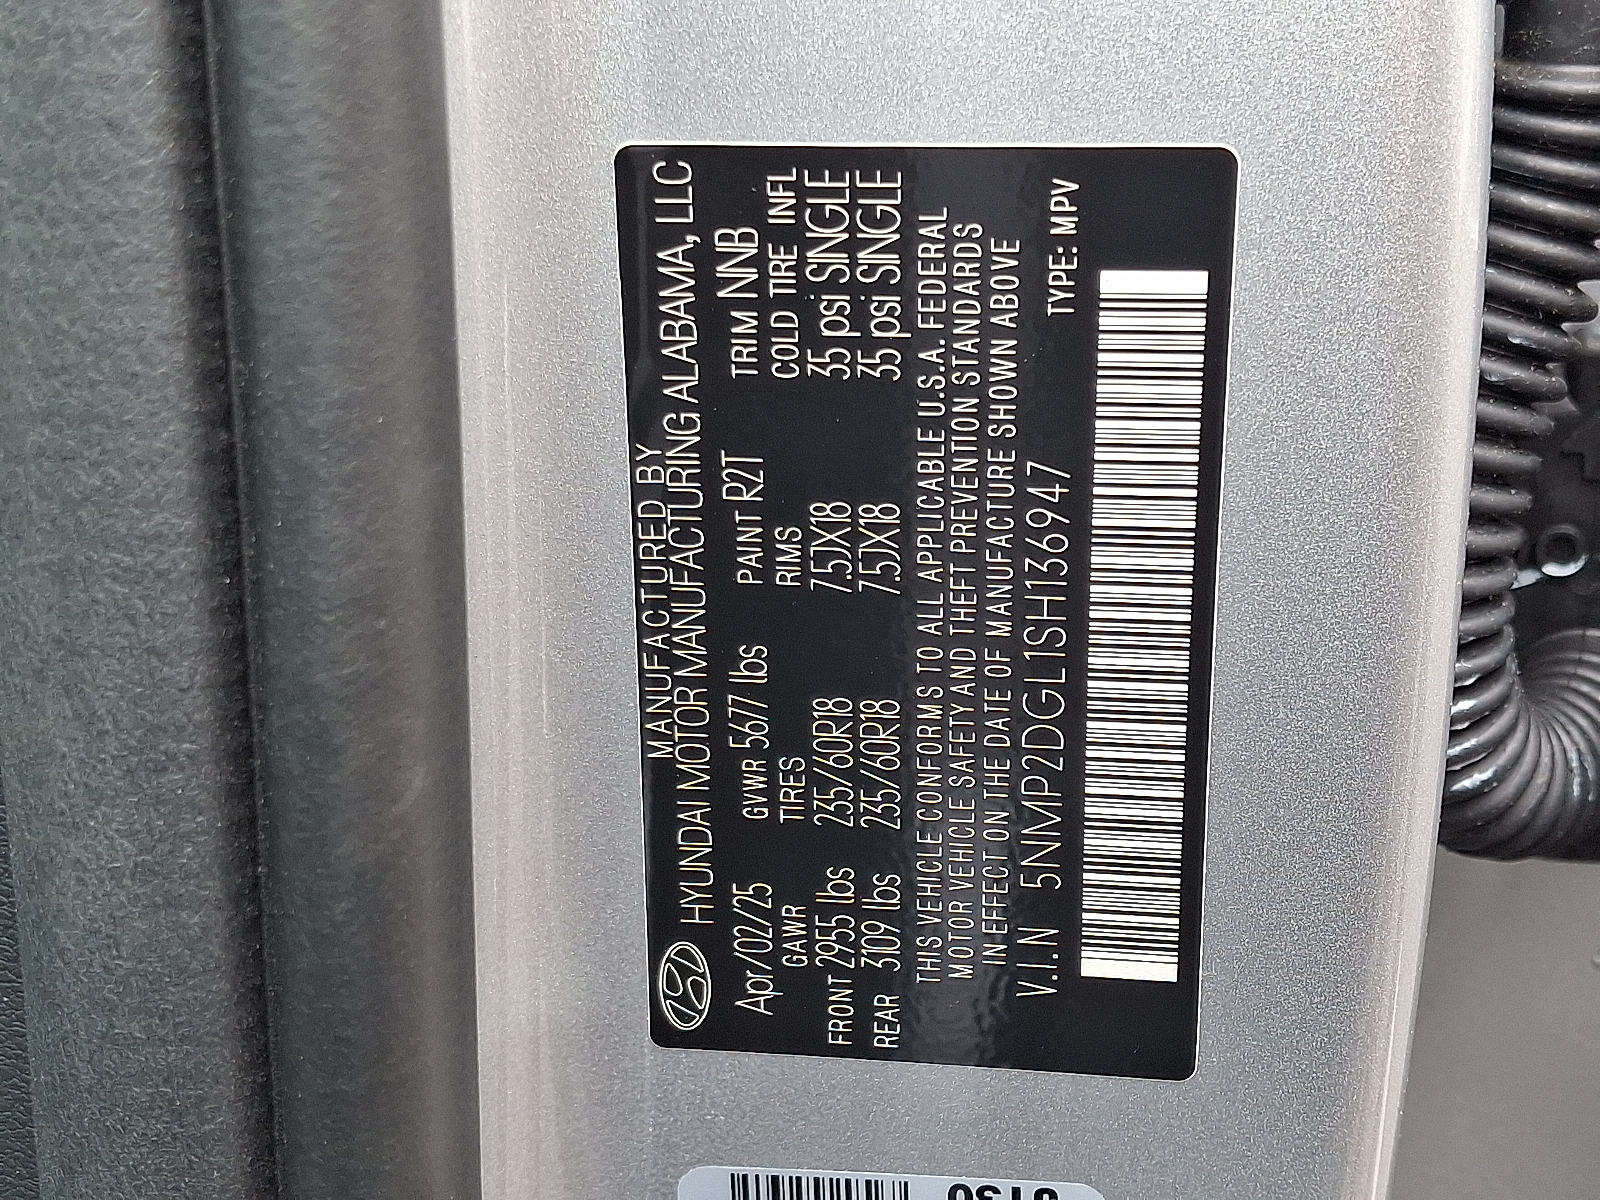 MANUFACTURED BY
HYUNDAI MOTOR MANUFACTURING ALABAMA, LLC
Apr/02/25 GVWR 5677 lbs PAINT R2T TRIM NNB
GAWR TIRES RIMS COLD TIRE INFL
FRONT 2955 lbs 235/60R18 7.5JX18 35 psi SINGLE
REAR 3109 lbs 235/60R18 7.5JX18 35 psi SINGLE
THIS VEHICLE CONFORMS TO ALL APPLICABLE U.S.A. FEDERAL
MOTOR VEHICLE SAFETY AND THEFT PREVENTION STANDARDS
IN EFFECT ON THE DATE OF MANUFACTURE SHOWN ABOVE
V.I.N 5NMP2DGL1SH136947 TYPE: MPV